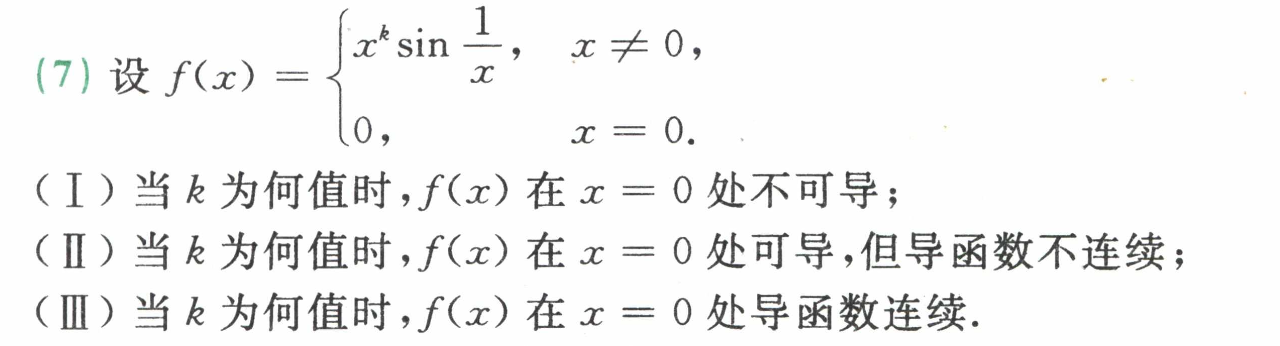 (7) 设 f(x) = { x^k sin 1/x, x ≠ 0,
0, x = 0.
(Ⅰ)当 k 为何值时,f(x) 在 x = 0 处不可导;
(Ⅱ)当 k 为何值时,f(x) 在 x = 0 处可导,但导函数不连续;
(Ⅲ)当 k 为何值时,f(x) 在 x = 0 处导函数连续.